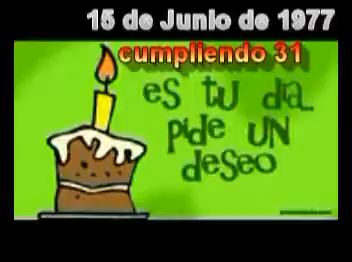 15 de Junio de 1977
cumpliendo 31
es tu dia...
pide UN
deseo